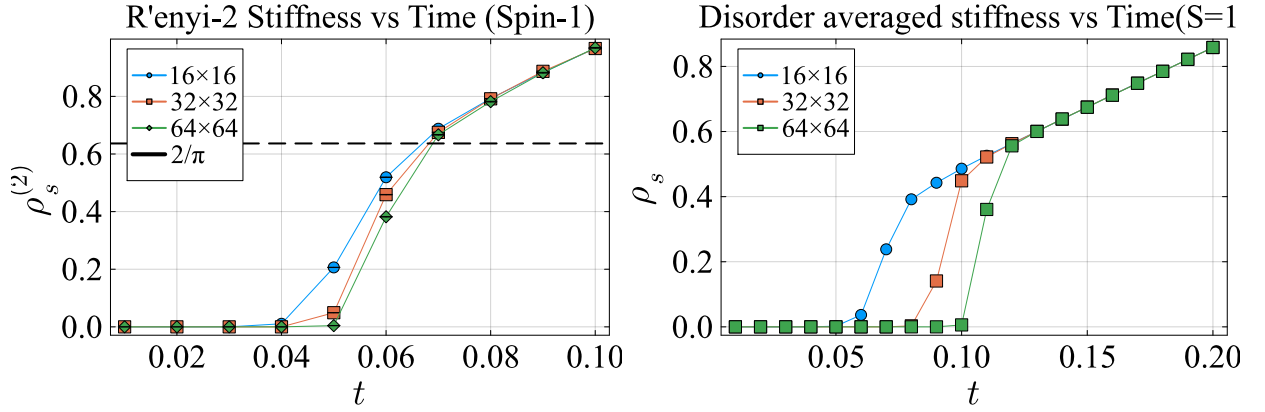 R'enyi-2 Stiffness vs Time (Spin-1)
16×16
32×32
64×64
2/π
0.8
0.6
0.4
0.2
0.0
ρ_s^(2)
0.02 0.04 0.06 0.08 0.10
t
Disorder averaged stiffness vs Time(S=1
16×16
32×32
64×64
0.8
0.6
0.4
0.2
0.0
ρ_s
0.05 0.10 0.15 0.20
t